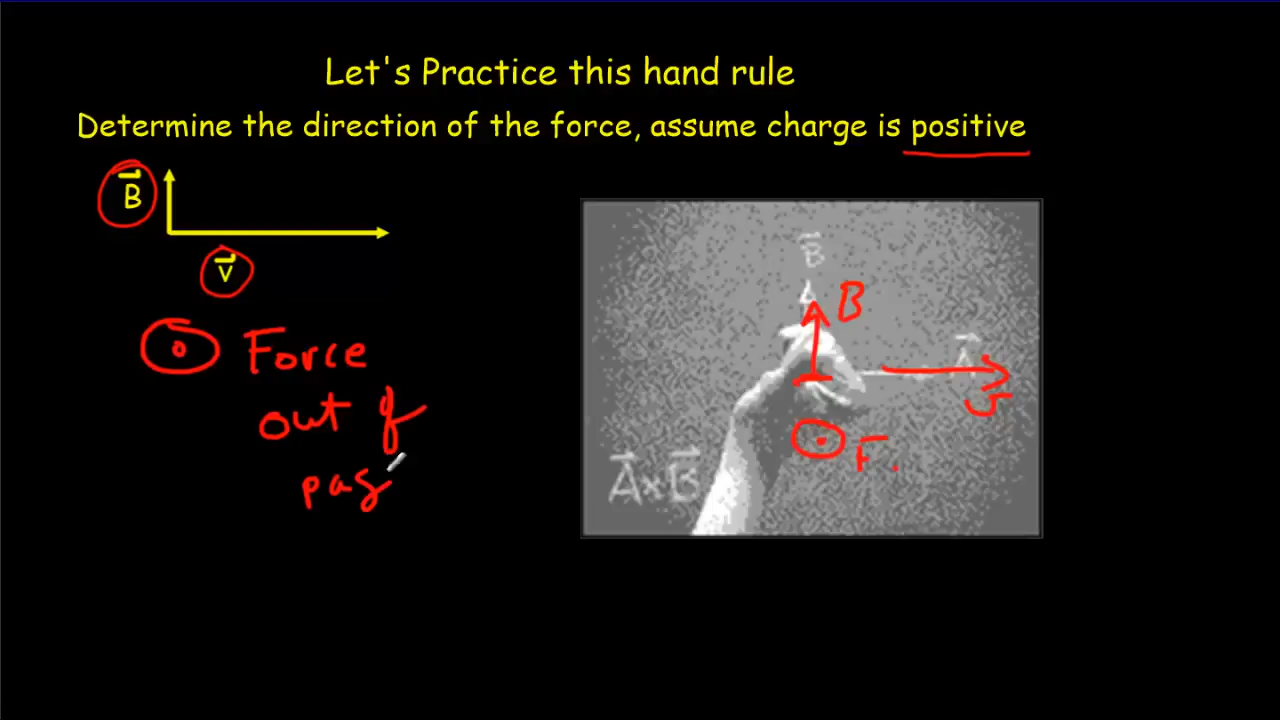 Let's Practice this hand rule
Determine the direction of the force, assume charge is positive
B
V
Force
out of
pag
B
B
A
v
F.
A×B